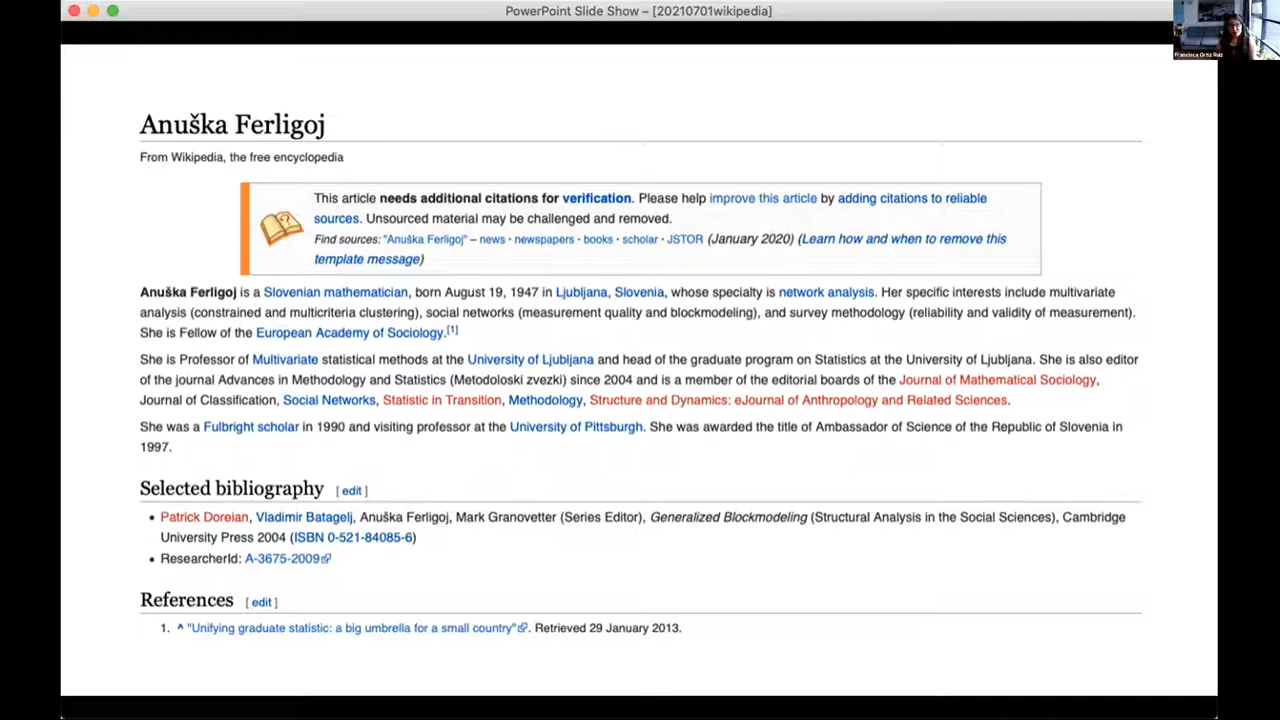 PowerPoint Slide Show – [20210701wikipedia]
Francisca Ortiz Ruiz
Anuška Ferligoj
From Wikipedia, the free encyclopedia
This article needs additional citations for verification. Please help improve this article by adding citations to reliable
sources. Unsourced material may be challenged and removed.
Find sources: "Anuška Ferligoj" – news · newspapers · books · scholar · JSTOR (January 2020) (Learn how and when to remove this
template message)
Anuška Ferligoj is a Slovenian mathematician, born August 19, 1947 in Ljubljana, Slovenia, whose specialty is network analysis. Her specific interests include multivariate
analysis (constrained and multicriteria clustering), social networks (measurement quality and blockmodeling), and survey methodology (reliability and validity of measurement).
She is Fellow of the European Academy of Sociology.[1]
She is Professor of Multivariate statistical methods at the University of Ljubljana and head of the graduate program on Statistics at the University of Ljubljana. She is also editor
of the journal Advances in Methodology and Statistics (Metodoloski zvezki) since 2004 and is a member of the editorial boards of the Journal of Mathematical Sociology,
Journal of Classification, Social Networks, Statistic in Transition, Methodology, Structure and Dynamics: eJournal of Anthropology and Related Sciences.
She was a Fulbright scholar in 1990 and visiting professor at the University of Pittsburgh. She was awarded the title of Ambassador of Science of the Republic of Slovenia in
1997.
Selected bibliography [ edit ]
• Patrick Doreian, Vladimir Batagelj, Anuška Ferligoj, Mark Granovetter (Series Editor), Generalized Blockmodeling (Structural Analysis in the Social Sciences), Cambridge
University Press 2004 (ISBN 0-521-84085-6)
• ResearcherId: A-3675-2009
References [ edit ]
1. ^ "Unifying graduate statistic: a big umbrella for a small country". Retrieved 29 January 2013.